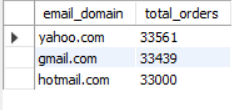 email_domain total_orders
yahoo.com 33561
gmail.com 33439
hotmail.com 33000